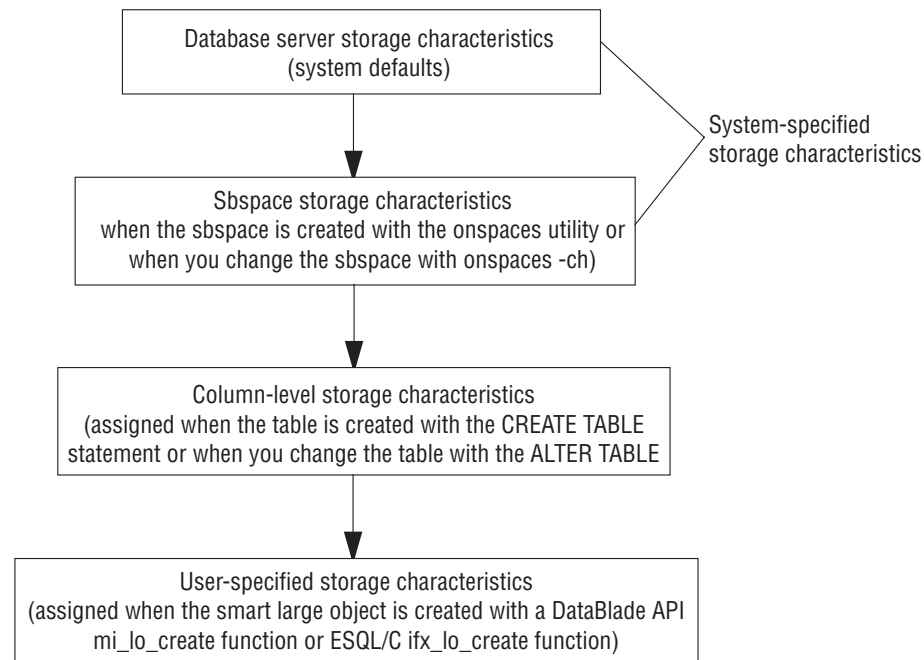 Database server storage characteristics
(system defaults)
System-specified
storage characteristics
Sbspace storage characteristics
when the sbspace is created with the onspaces utility or
when you change the sbspace with onspaces -ch)
Column-level storage characteristics
(assigned when the table is created with the CREATE TABLE
statement or when you change the table with the ALTER TABLE
User-specified storage characteristics
(assigned when the smart large object is created with a DataBlade API
mi_lo_create function or ESQL/C ifx_lo_create function)